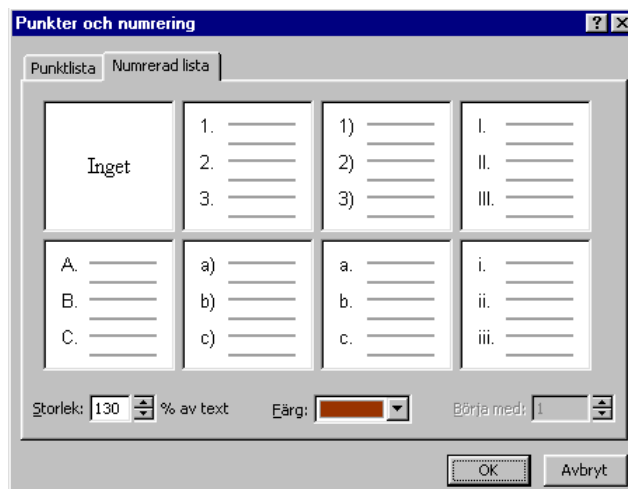 Punkter och numrering
Punktlista Numrerad lista
Inget
1.
2.
3.
1)
2)
3)
I.
II.
III.
A.
B.
C.
a)
b)
c)
a.
b.
c.
i.
ii.
iii.
Storlek: 130 % av text Färg: Börja med: 1
OK Avbryt